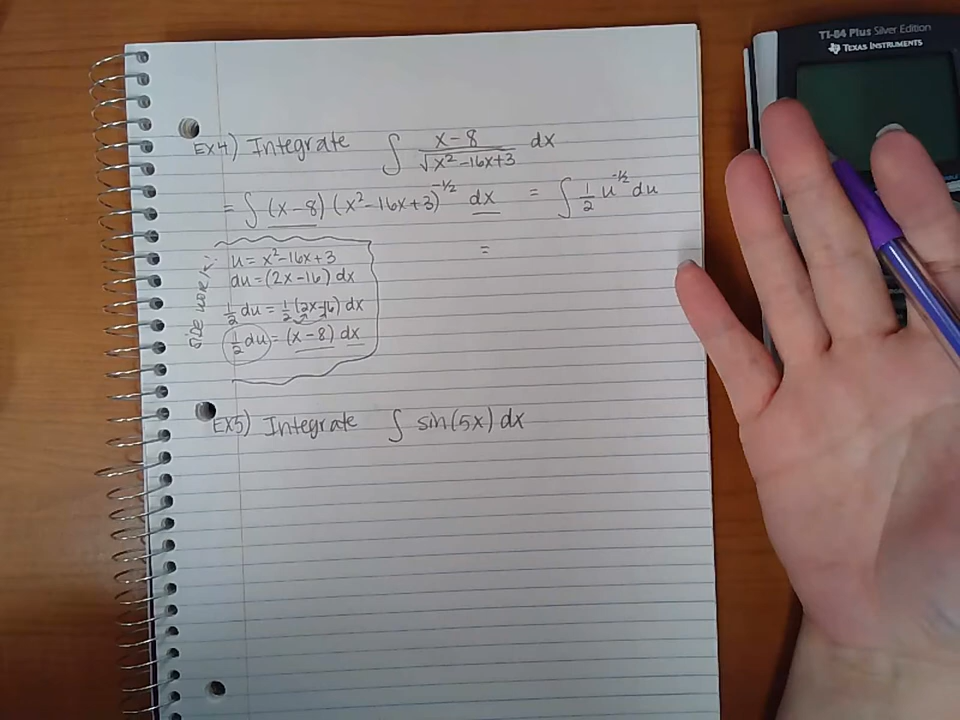 TI-84 Plus Silver Edition
TEXAS INSTRUMENTS
Ex4) Integrate ∫ (x-8)/√(x²-16x+3) dx
= ∫ (x-8) (x²-16x+3)^(-1/2) dx = ∫ 1/2 u^(-1/2) du
=
side work:
u = x²-16x+3
du = (2x-16) dx
1/2 du = 1/2 (2x-16) dx
1/2 du = (x-8) dx
Ex5) Integrate ∫ sin(5x) dx